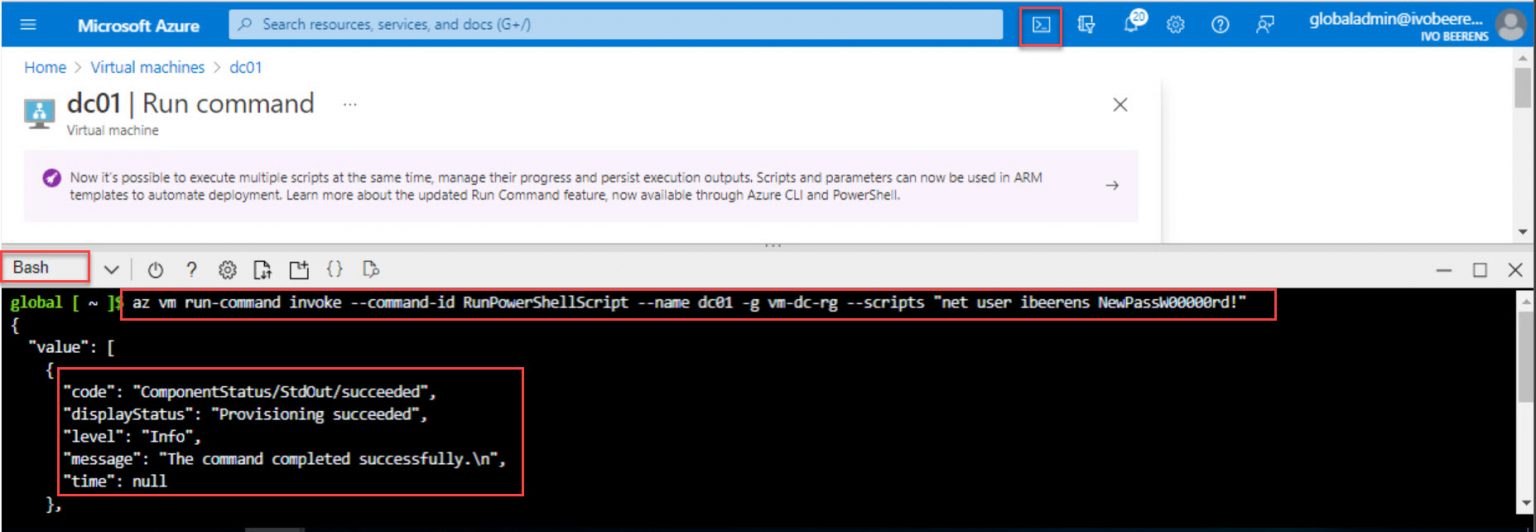 Microsoft Azure
Search resources, services, and docs (G+/)
20
globaladmin@ivobeere...
IVO BEERENS
Home > Virtual machines > dc01
dc01 | Run command ...
Virtual machine
Now it's possible to execute multiple scripts at the same time, manage their progress and persist execution outputs. Scripts and parameters can now be used in ARM
templates to automate deployment. Learn more about the updated Run Command feature, now available through Azure CLI and PowerShell.
Bash
global [ ~ ]$ az vm run-command invoke --command-id RunPowerShellScript --name dc01 -g vm-dc-rg --scripts "net user ibeerens NewPassW00000rd!"
{
"value": [
{
"code": "ComponentStatus/StdOut/succeeded",
"displayStatus": "Provisioning succeeded",
"level": "Info",
"message": "The command completed successfully.\n",
"time": null
},